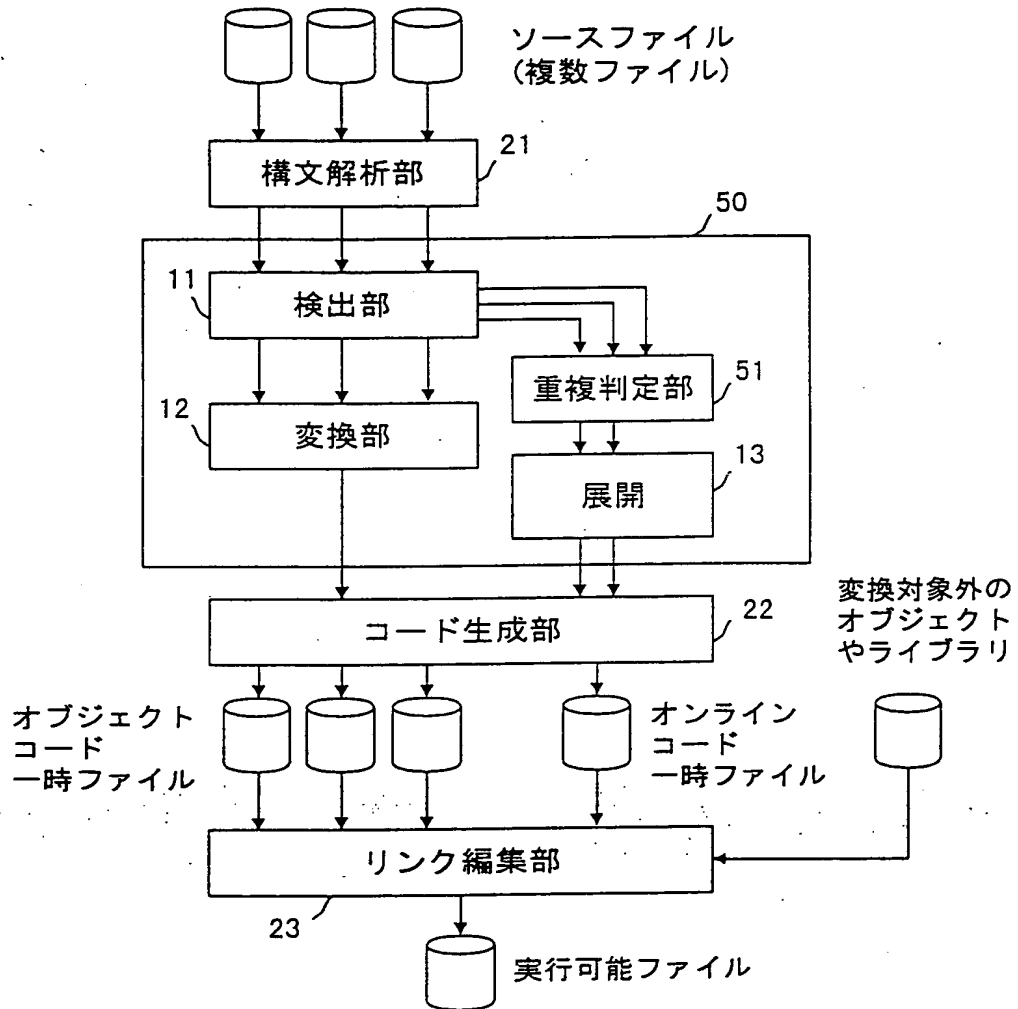 ソースファイル
(複数ファイル)
21
構文解析部
50
11
検出部
51
重複判定部
12
変換部
13
展開
変換対象外の
オブジェクト
やライブラリ
22
コード生成部
オブジェクト
コード
一時ファイル
オンライン
コード
一時ファイル
リンク編集部
23
実行可能ファイル